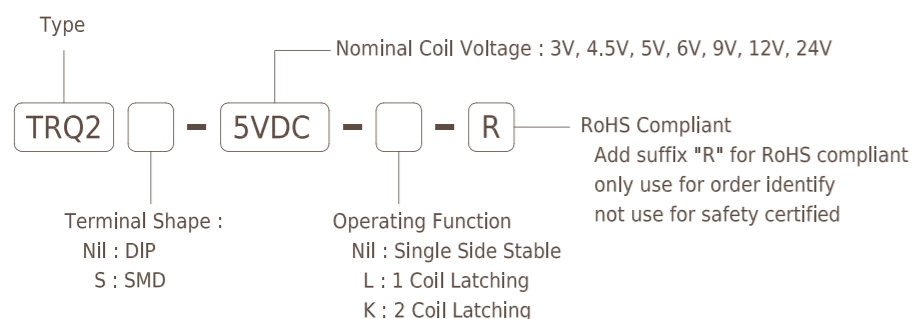 Type
Nominal Coil Voltage : 3V, 4.5V, 5V, 6V, 9V, 12V, 24V
TRQ2 - 5VDC - - R
RoHS Compliant
Add suffix "R" for RoHS compliant
only use for order identify
not use for safety certified
Terminal Shape :
Nil : DIP
S : SMD
Operating Function
Nil : Single Side Stable
L : 1 Coil Latching
K : 2 Coil Latching